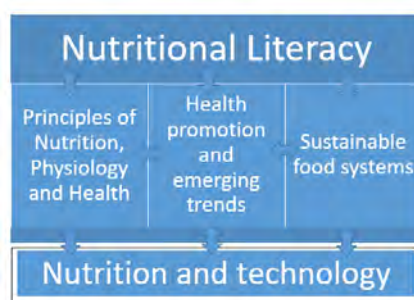 Nutritional Literacy
Principles of
Nutrition,
Physiology
and Health
Health
promotion
and
emerging
trends
Sustainable
food systems
Nutrition and technology